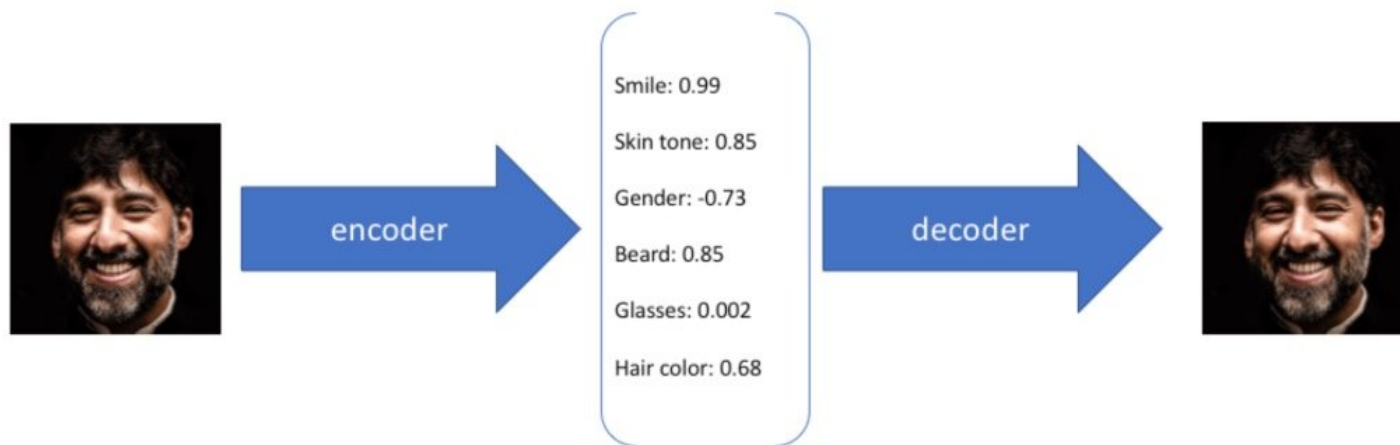 encoder
Smile: 0.99
Skin tone: 0.85
Gender: -0.73
Beard: 0.85
Glasses: 0.002
Hair color: 0.68
decoder